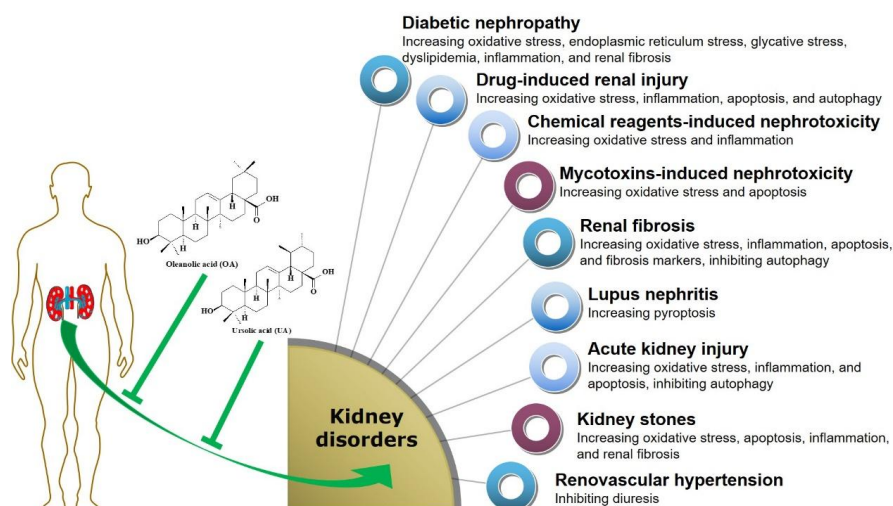 Diabetic nephropathy
Increasing oxidative stress, endoplasmic reticulum stress, glycative stress,
dyslipidemia, inflammation, and renal fibrosis
Drug-induced renal injury
Increasing oxidative stress, inflammation, apoptosis, and autophagy
Chemical reagents-induced nephrotoxicity
Increasing oxidative stress and inflammation
Mycotoxins-induced nephrotoxicity
Increasing oxidative stress and apoptosis
Renal fibrosis
Increasing oxidative stress, inflammation, apoptosis,
and fibrosis markers, inhibiting autophagy
Lupus nephritis
Increasing pyroptosis
Acute kidney injury
Increasing oxidative stress, inflammation, and
apoptosis, inhibiting autophagy
Kidney stones
Increasing oxidative stress, apoptosis, inflammation,
and renal fibrosis
Renovascular hypertension
Inhibiting diuresis
H
OH
O
H
HO
H
Oleanolic acid (OA)
H
OH
O
H
HO
H
Ursolic acid (UA)
Kidney
disorders